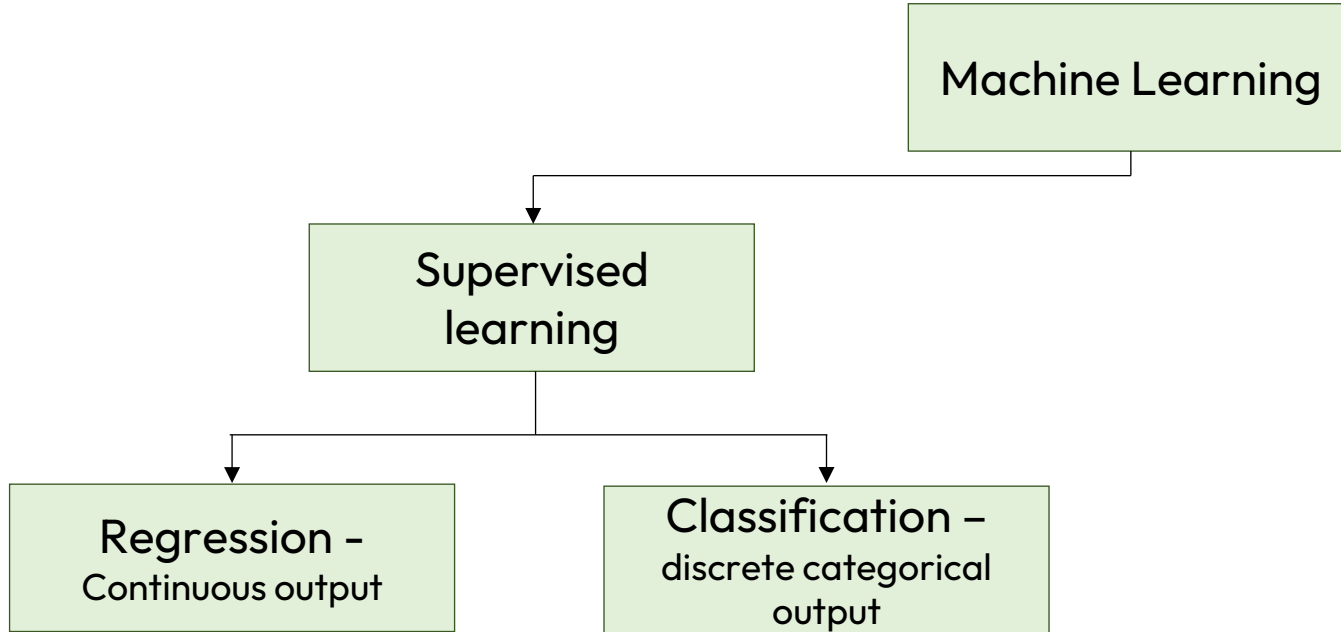 Machine Learning
Supervised
learning
Regression -
Continuous output
Classification –
discrete categorical
output